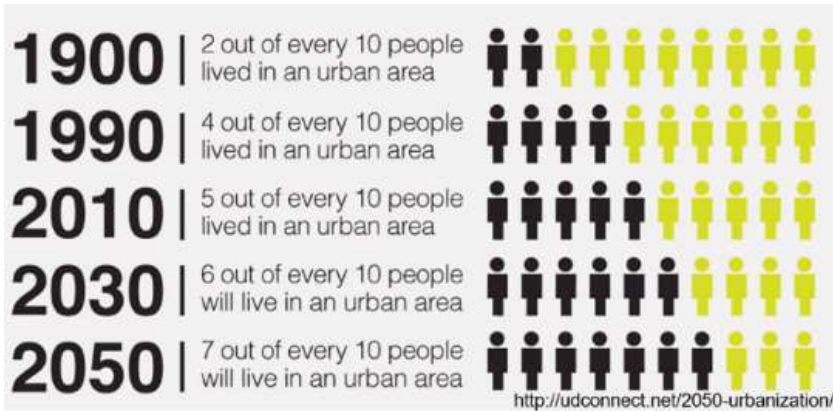 1900
2 out of every 10 people
lived in an urban area
1990
4 out of every 10 people
lived in an urban area
2010
5 out of every 10 people
lived in an urban area
2030
6 out of every 10 people
will live in an urban area
2050
7 out of every 10 people
will live in an urban area
http://udconnect.net/2050-urbanization/